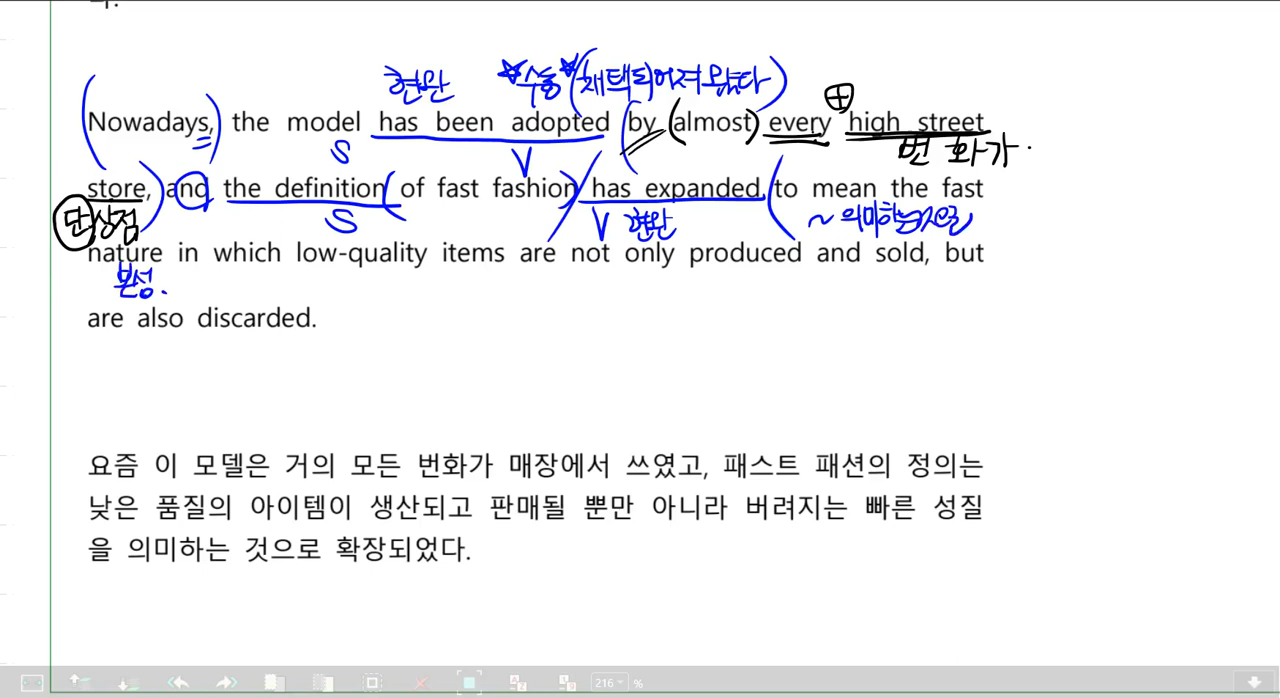 다.
현완 ☆수동☆(채택되어져 왔다)
Nowadays, the model has been adopted by (almost) every high street
S V 번화가.
store, and the definition of fast fashion has expanded to mean the fast
단 상점 S V 현완 ~ 의미하는것으로
nature in which low-quality items are not only produced and sold, but
본성.
are also discarded.
요즘 이 모델은 거의 모든 번화가 매장에서 쓰였고, 패스트 패션의 정의는
낮은 품질의 아이템이 생산되고 판매될 뿐만 아니라 버려지는 빠른 성질
을 의미하는 것으로 확장되었다.
216 %